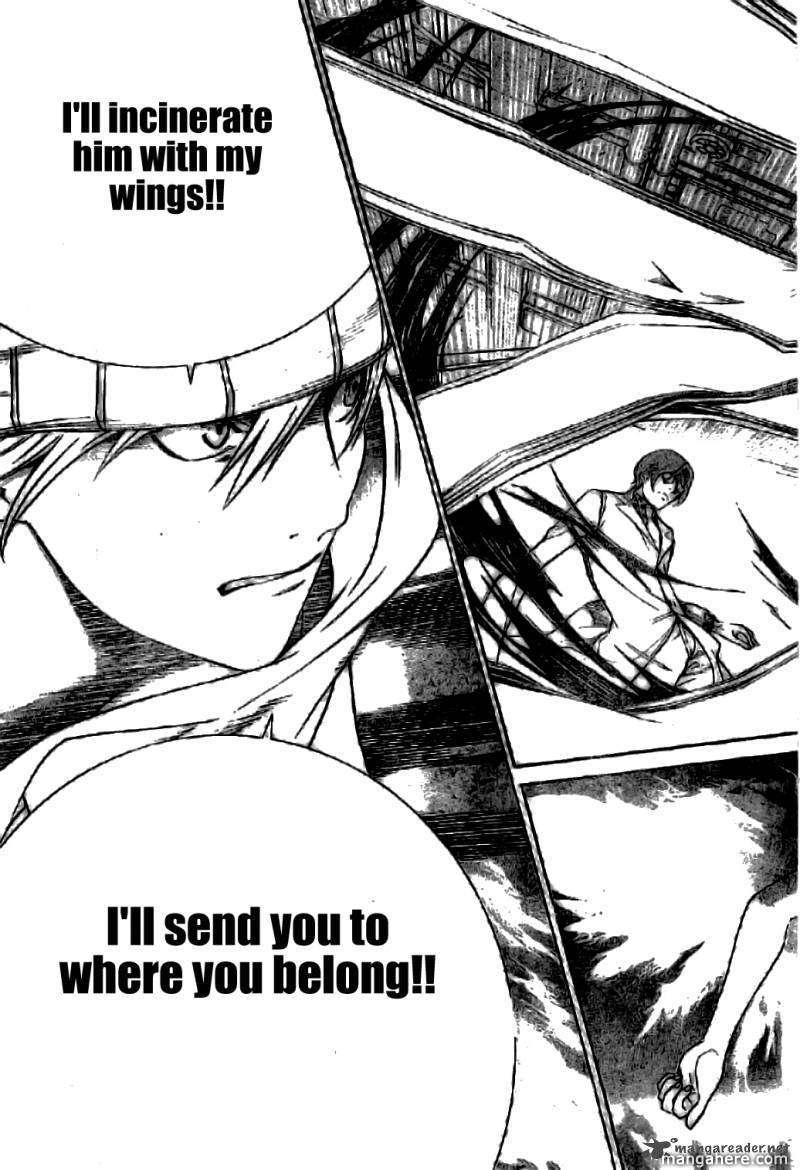 I'll incinerate
him with my
wings!!
I'll send you to
where you belong!!
mangareader.net
mangahere.com